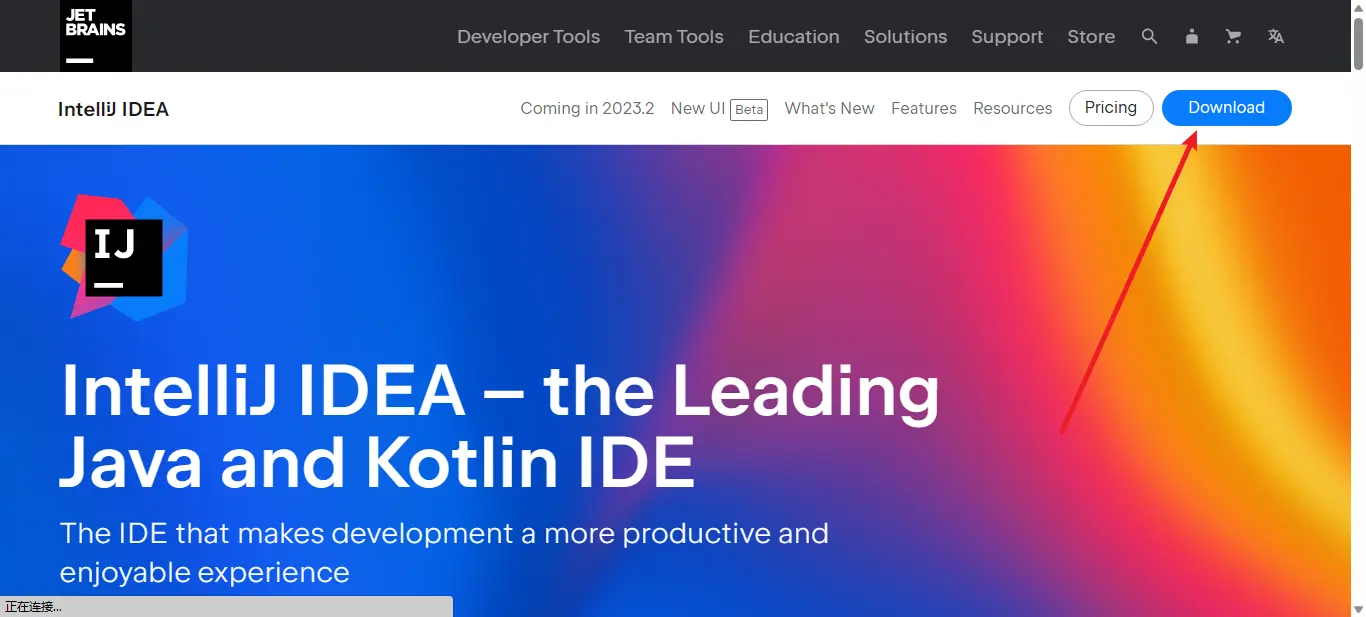 JET
BRAINS
Developer Tools Team Tools Education Solutions Support Store
IntelliJ IDEA
Coming in 2023.2 New UI Beta What's New Features Resources Pricing Download
IJ
IntelliJ IDEA – the Leading
Java and Kotlin IDE
The IDE that makes development a more productive and
enjoyable experience
正在连接...